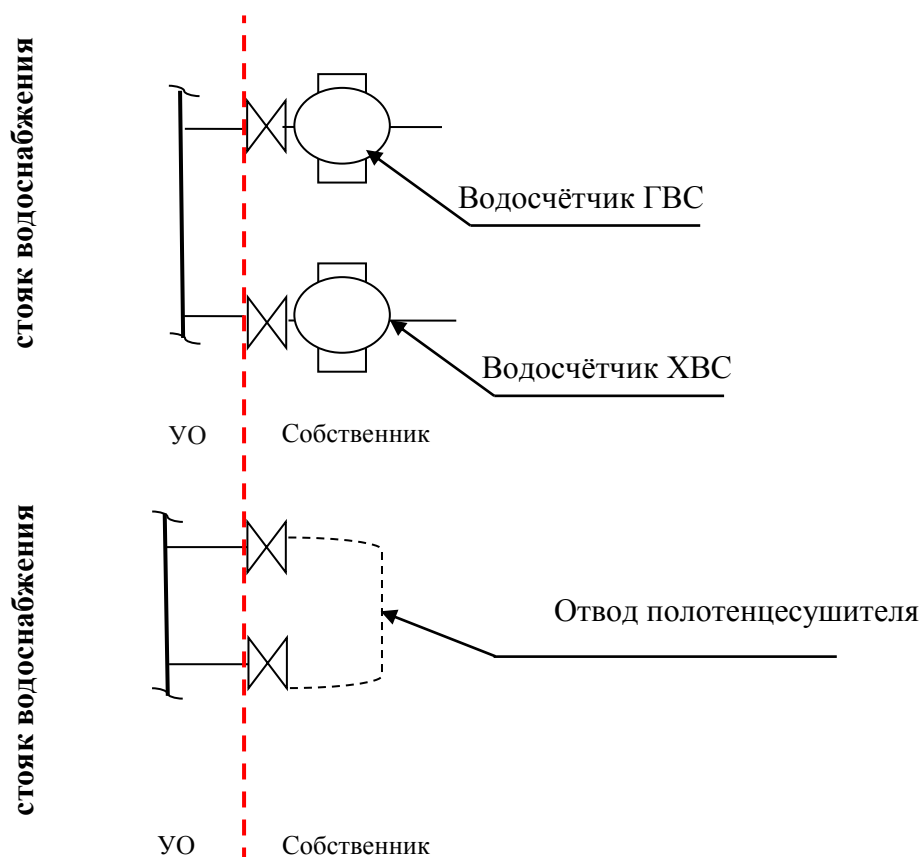 стояк водоснабжения
Водосчётчик ГВС
Водосчётчик ХВС
УО Собственник
стояк водоснабжения
Отвод полотенцесушителя
УО Собственник